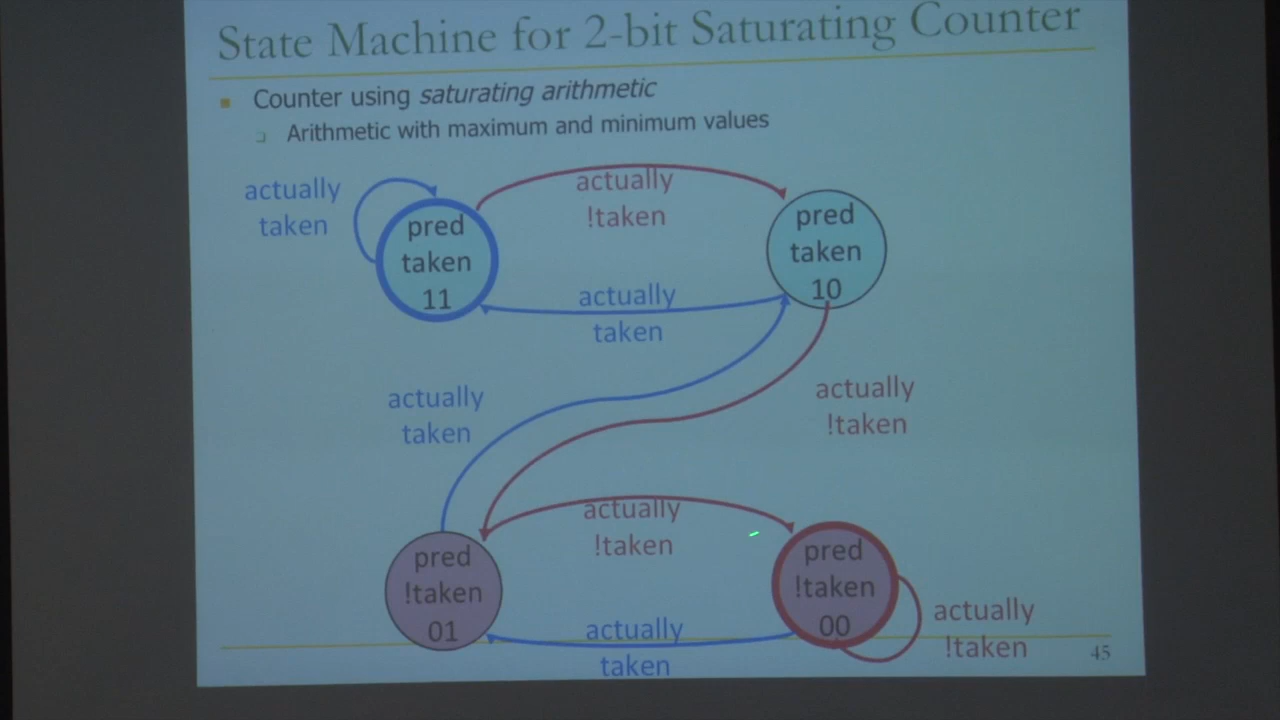 State Machine for 2-bit Saturating Counter
Counter using saturating arithmetic
Arithmetic with maximum and minimum values
actually
taken
pred
taken
11
actually
!taken
pred
taken
10
actually
taken
actually
taken
actually
!taken
pred
!taken
01
actually
!taken
pred
!taken
00
actually
taken
actually
!taken
45